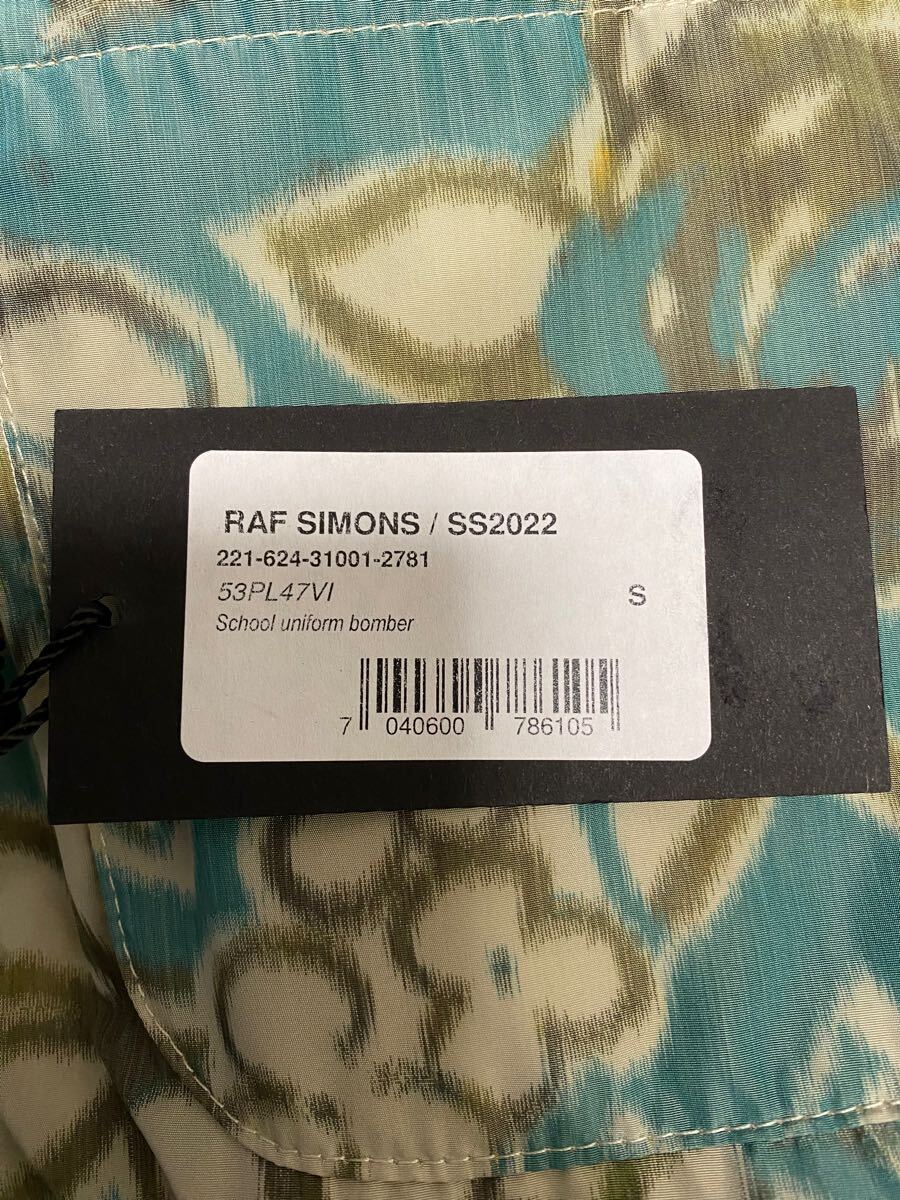 RAF SIMONS / SS2022
221-624-31001-2781
53PL47VI
S
School uniform bomber
7 040600 786105